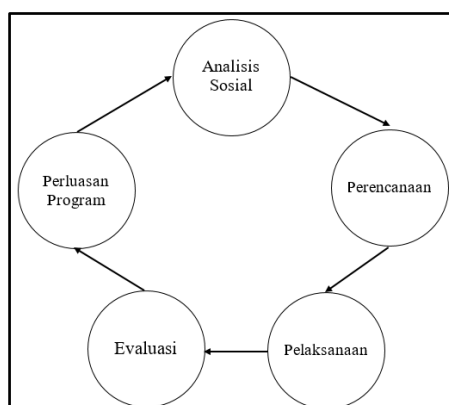 Analisis
Sosial
Perencanaan
Pelaksanaan
Evaluasi
Perluasan
Program